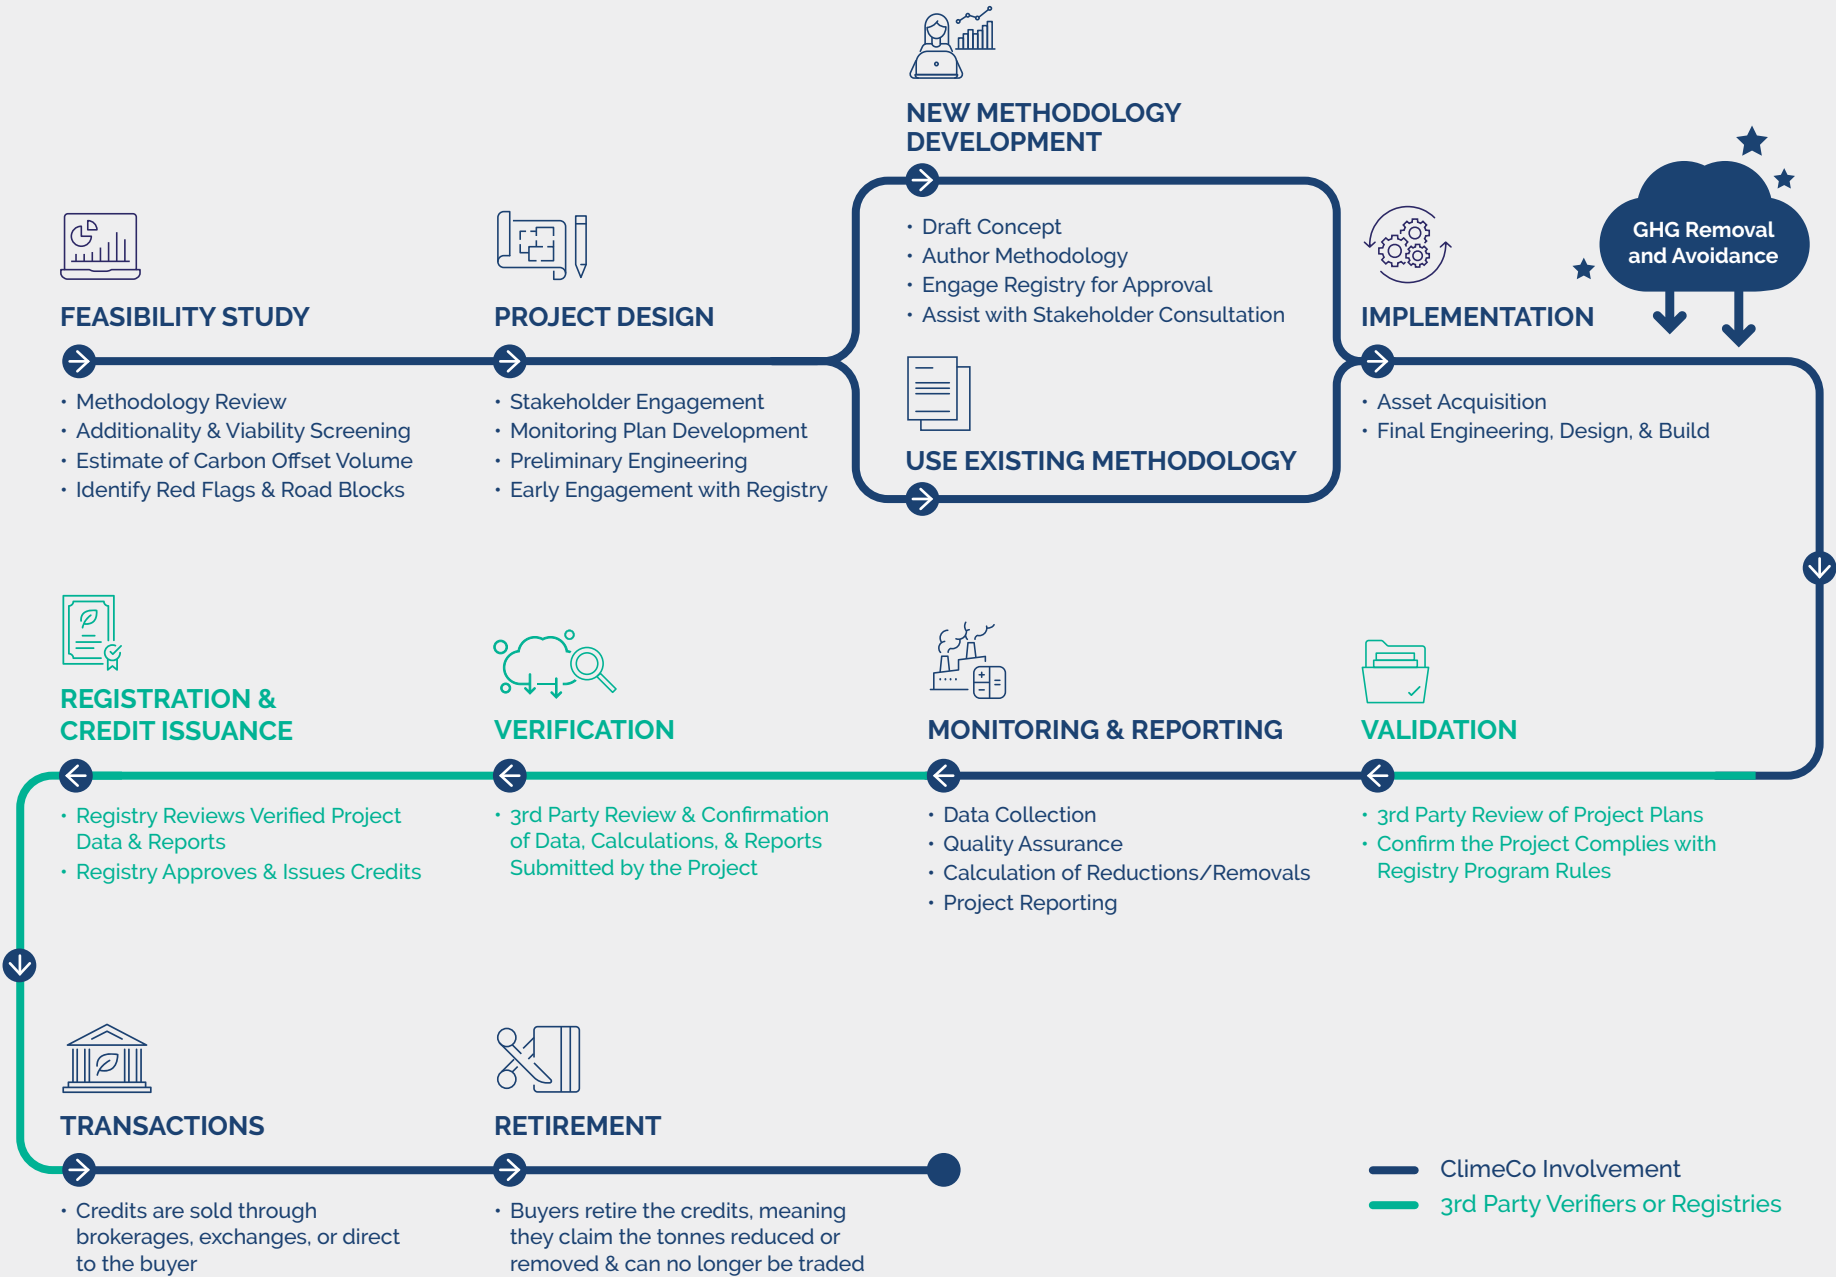 NEW METHODOLOGY
DEVELOPMENT
• Draft Concept
• Author Methodology
• Engage Registry for Approval
• Assist with Stakeholder Consultation
GHG Removal
and Avoidance
FEASIBILITY STUDY
• Methodology Review
• Additionality & Viability Screening
• Estimate of Carbon Offset Volume
• Identify Red Flags & Road Blocks
PROJECT DESIGN
• Stakeholder Engagement
• Monitoring Plan Development
• Preliminary Engineering
• Early Engagement with Registry
USE EXISTING METHODOLOGY
IMPLEMENTATION
• Asset Acquisition
• Final Engineering, Design, & Build
VALIDATION
• 3rd Party Review of Project Plans
• Confirm the Project Complies with
Registry Program Rules
MONITORING & REPORTING
• Data Collection
• Quality Assurance
• Calculation of Reductions/Removals
• Project Reporting
VERIFICATION
• 3rd Party Review & Confirmation
of Data, Calculations, & Reports
Submitted by the Project
REGISTRATION &
CREDIT ISSUANCE
• Registry Reviews Verified Project
Data & Reports
• Registry Approves & Issues Credits
TRANSACTIONS
• Credits are sold through
brokerages, exchanges, or direct
to the buyer
RETIREMENT
• Buyers retire the credits, meaning
they claim the tonnes reduced or
removed & can no longer be traded
ClimeCo Involvement
3rd Party Verifiers or Registries